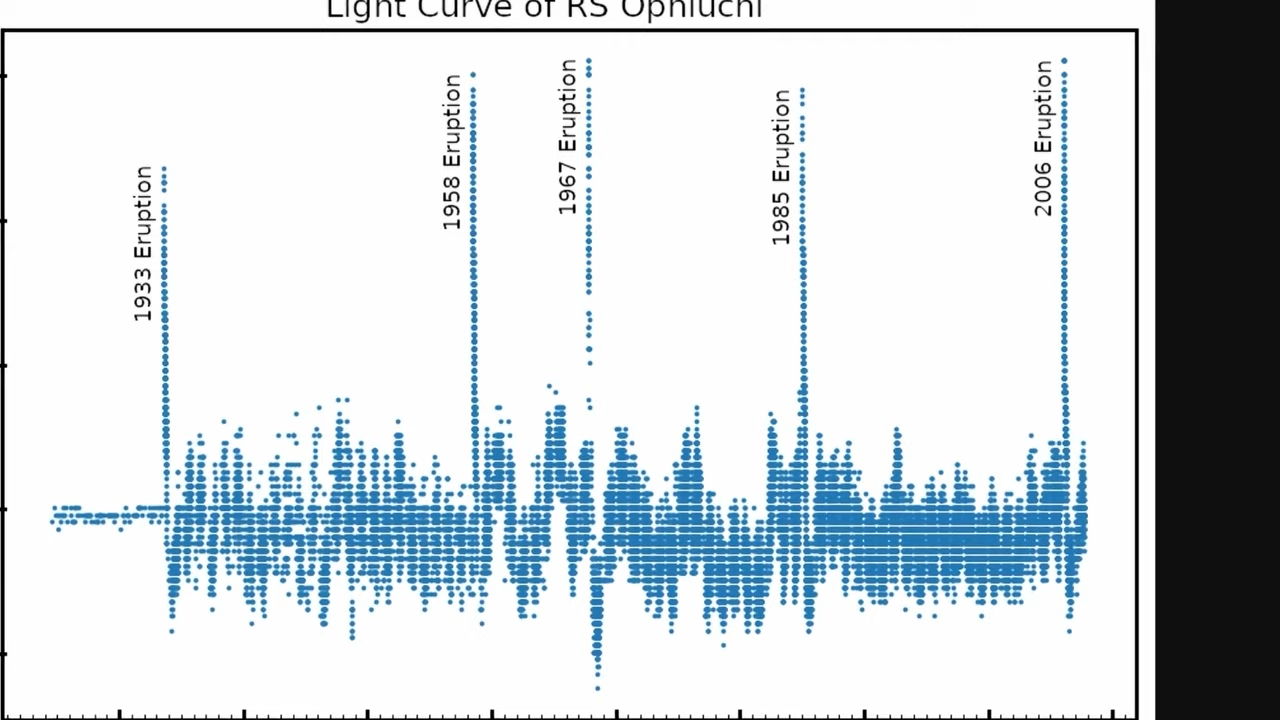 Light Curve of RS Ophiuchi
1933 Eruption
1958 Eruption
1967 Eruption
1985 Eruption
2006 Eruption